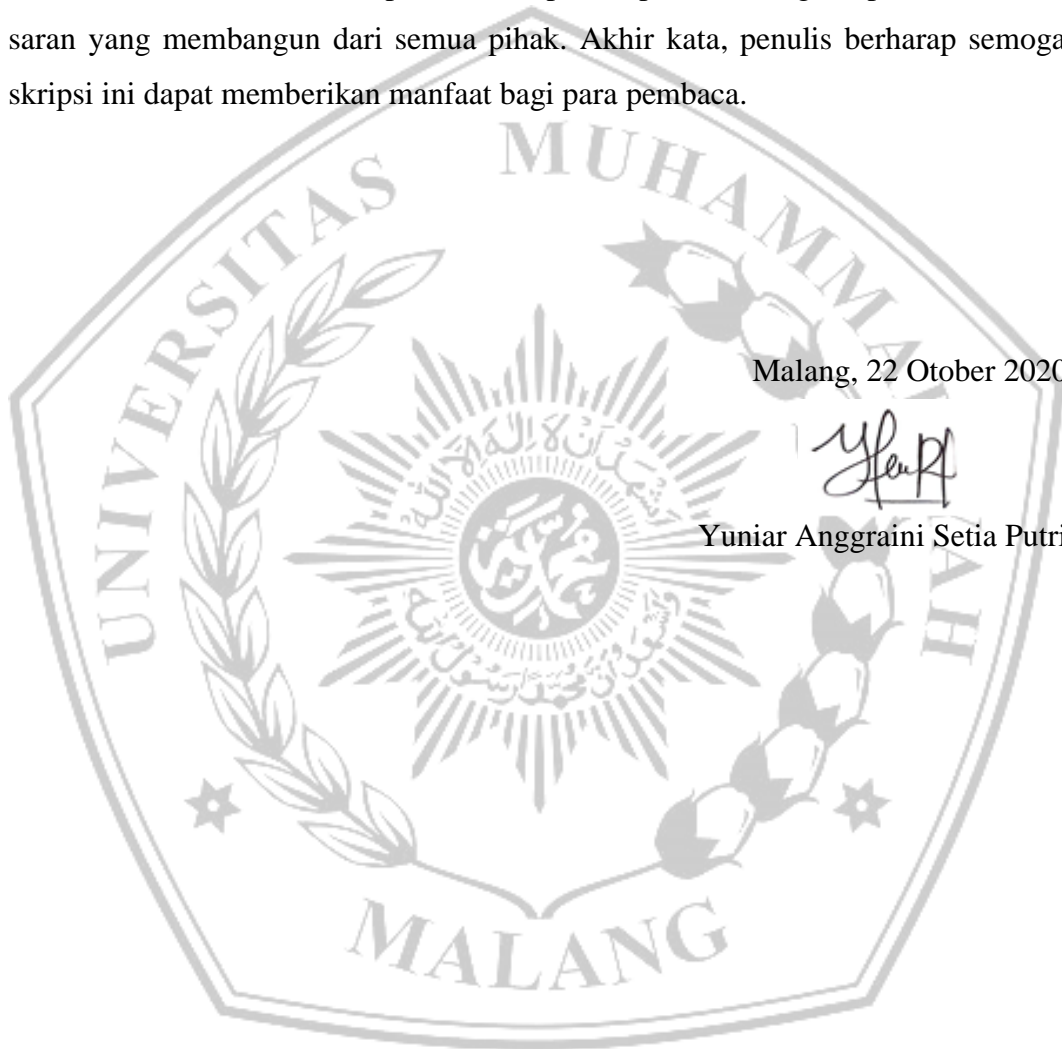 saran yang membangun dari semua pihak. Akhir kata, penulis berharap semoga
skripsi ini dapat memberikan manfaat bagi para pembaca.
UNIVERSITAS MUHAMMADIYAH
Malang, 22 Otober 2020
Yuniar Anggraini Setia Putri
MALANG